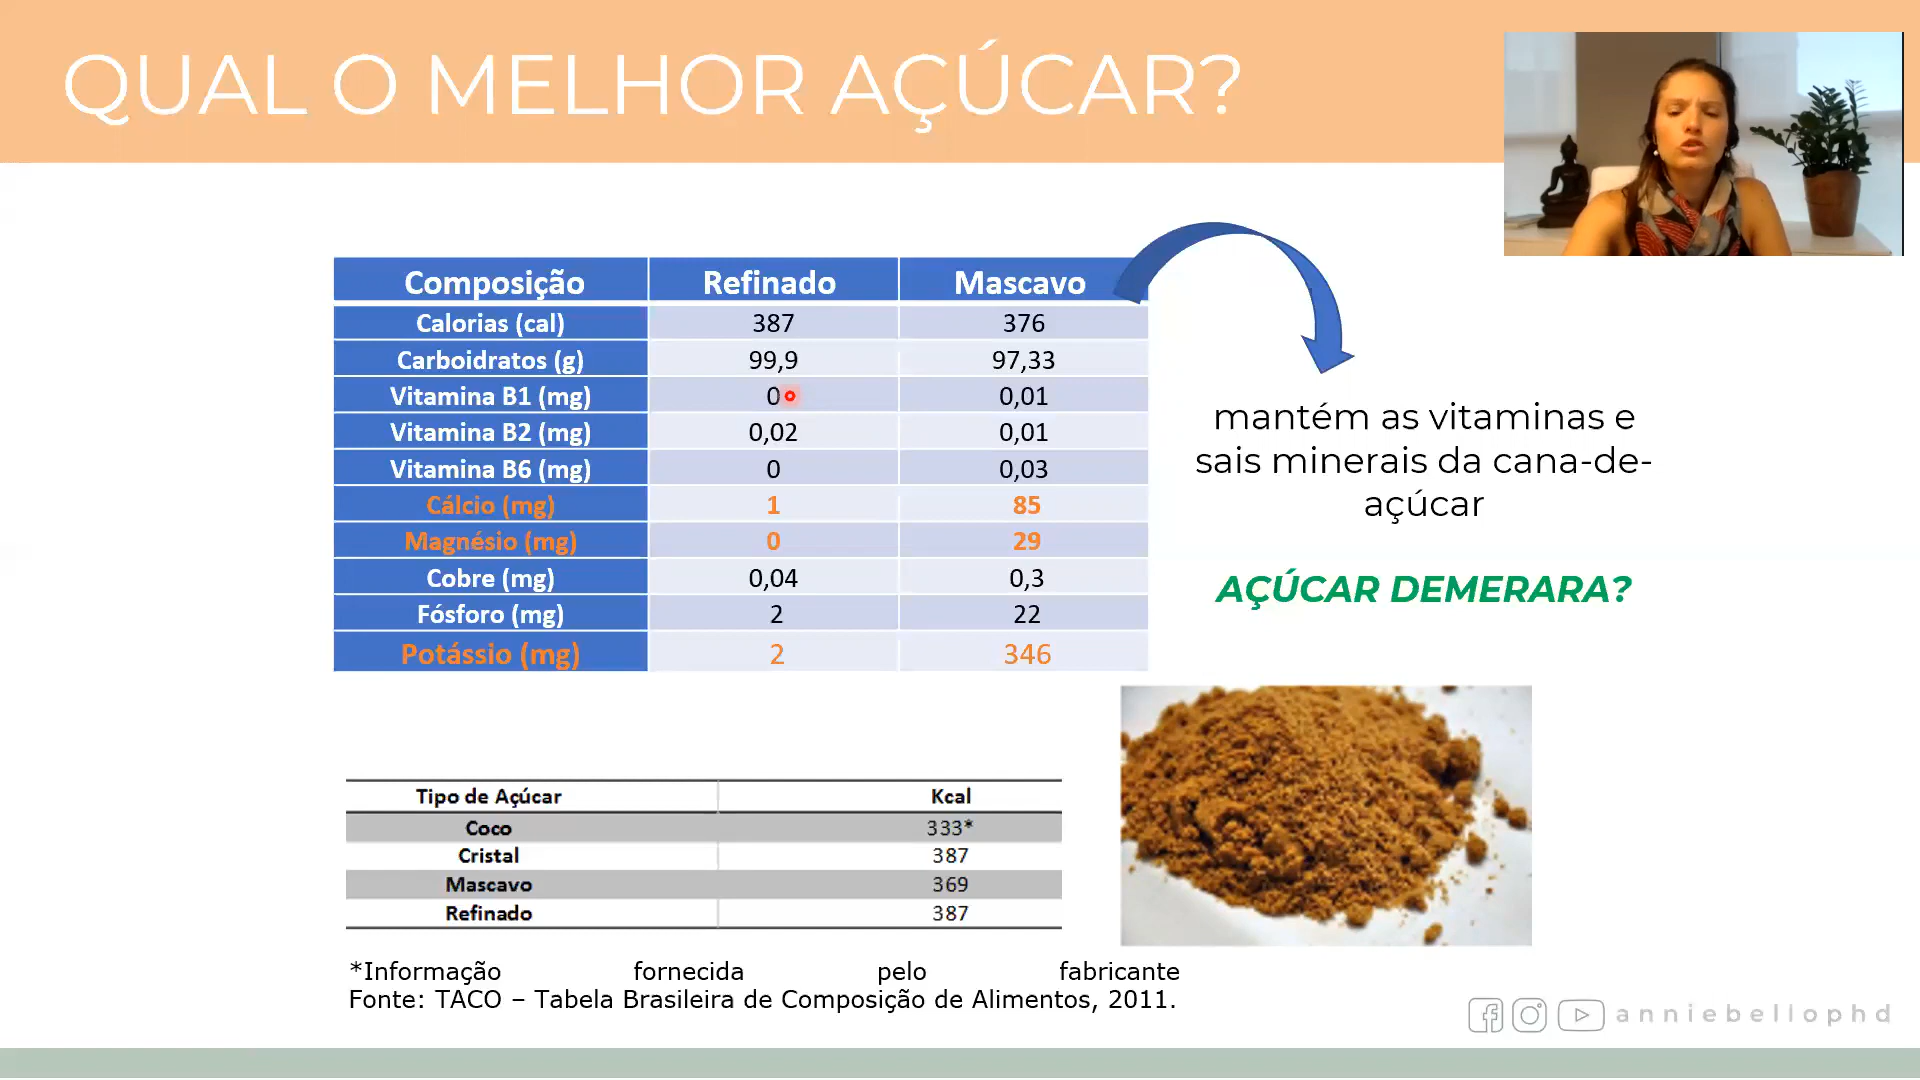 QUAL O MELHOR AÇÚCAR?
Composição Refinado Mascavo
Calorias (cal) 387 376
Carboidratos (g) 99,9 97,33
Vitamina B1 (mg) 0 0,01
Vitamina B2 (mg) 0,02 0,01
Vitamina B6 (mg) 0 0,03
Cálcio (mg) 1 85
Magnésio (mg) 0 29
Cobre (mg) 0,04 0,3
Fósforo (mg) 2 22
Potássio (mg) 2 346
mantém as vitaminas e
sais minerais da cana-de-
açúcar
AÇÚCAR DEMERARA?
Tipo de Açúcar Kcal
Coco 333*
Cristal 387
Mascavo 369
Refinado 387
*Informação fornecida pelo fabricante
Fonte: TACO – Tabela Brasileira de Composição de Alimentos, 2011.
anniebellophd